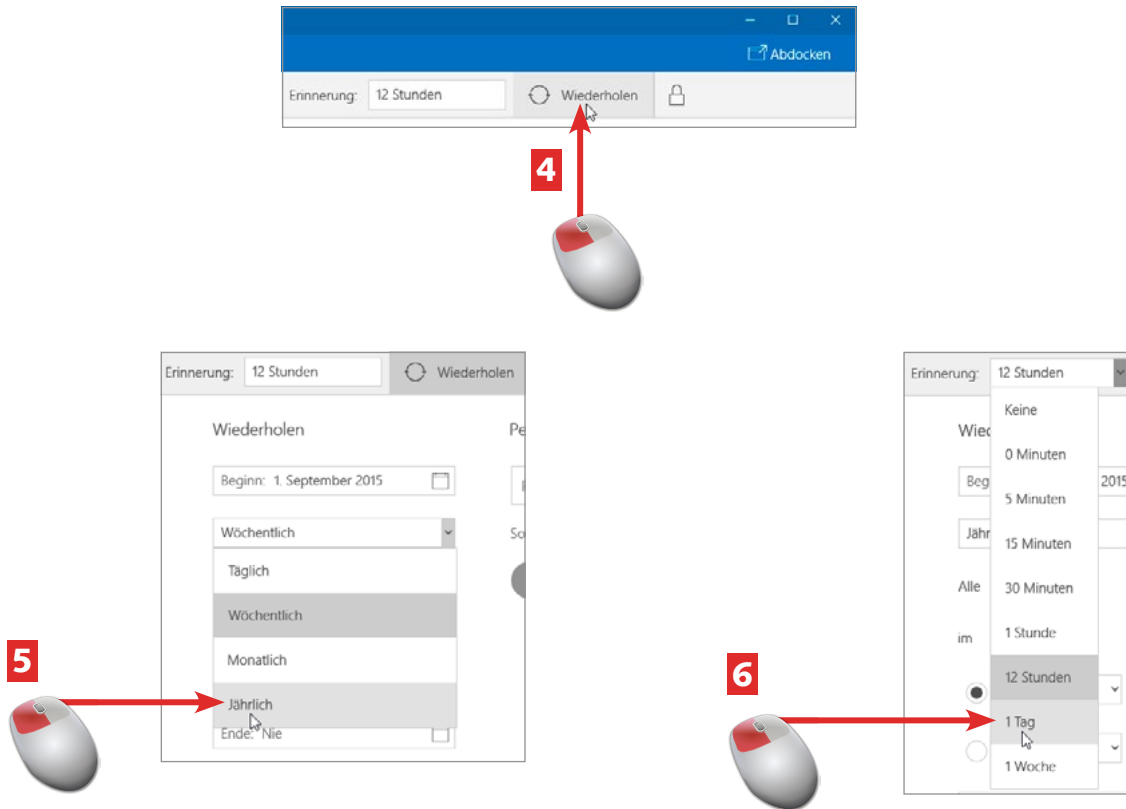 Abdocken
Erinnerung: 12 Stunden Wiederholen
4
Erinnerung: 12 Stunden Wiederholen
Wiederholen Pe
Beginn: 1. September 2015
Wöchentlich So
Täglich
Wöchentlich
Monatlich
5
Jährlich
Ende: Nie
Erinnerung: 12 Stunden
Keine
Wied
0 Minuten
Beg 2015
5 Minuten
Jähr
15 Minuten
Alle
30 Minuten
im
1 Stunde
6
12 Stunden
1 Tag
1 Woche